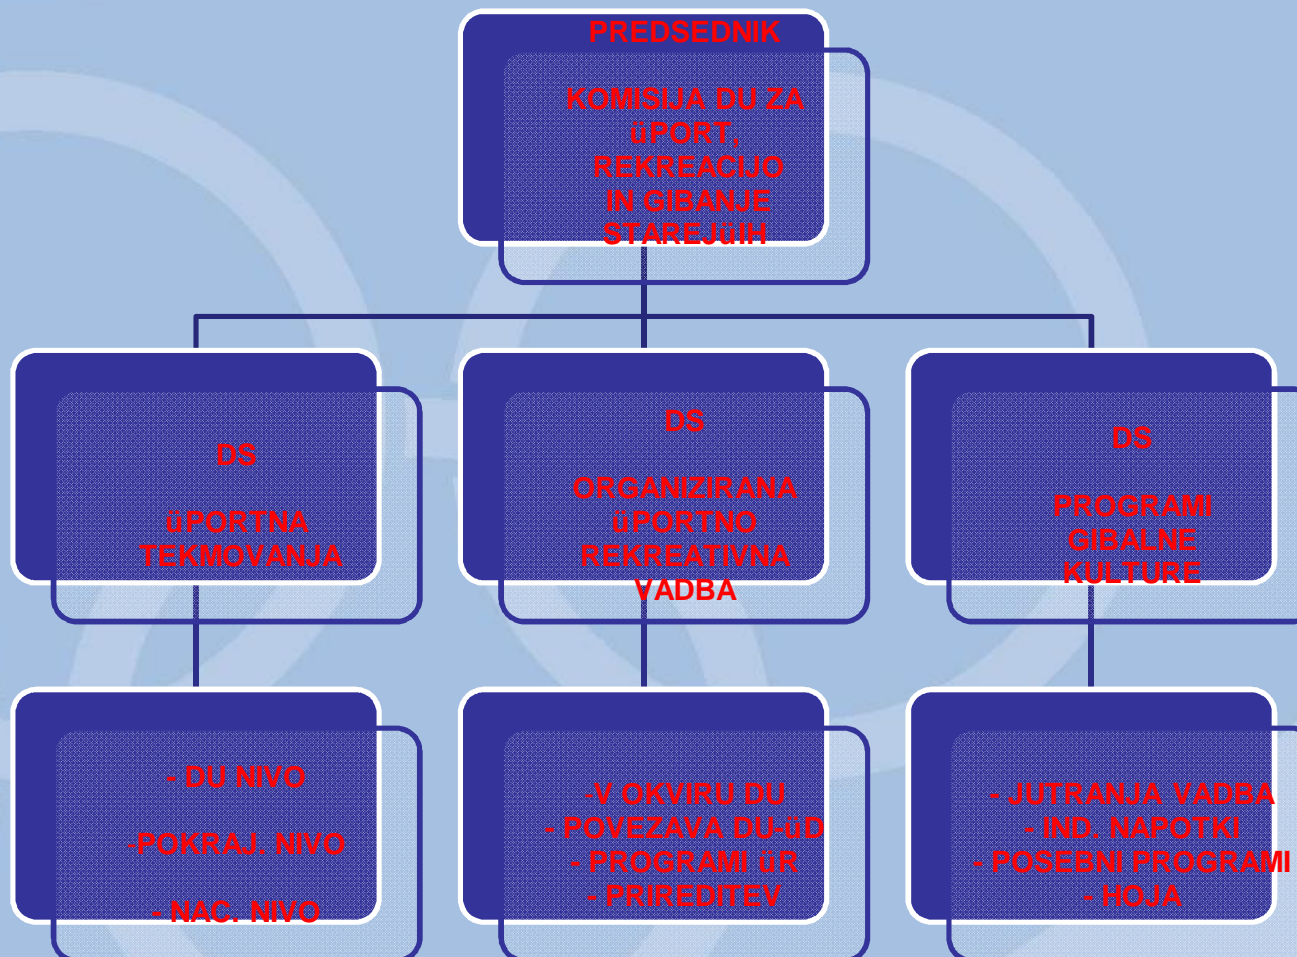 PREDSEDNIK
KOMISIJA DU ZA
üPORT,
REKREACIJO
IN GIBANJE
STAREJüIH
DS
üPORTNA
TEKMOVANJA
DS
ORGANIZIRANA
üPORTNO
REKREATIVNA
VADBA
DS
PROGRAMI
GIBALNE
KULTURE
- DU NIVO
-POKRAJ. NIVO
- NAC. NIVO
-V OKVIRU DU
- POVEZAVA DU-üD
- PROGRAMI üR
- PRIREDITEV
- JUTRANJA VADBA
- IND. NAPOTKI
- POSEBNI PROGRAMI
- HOJA